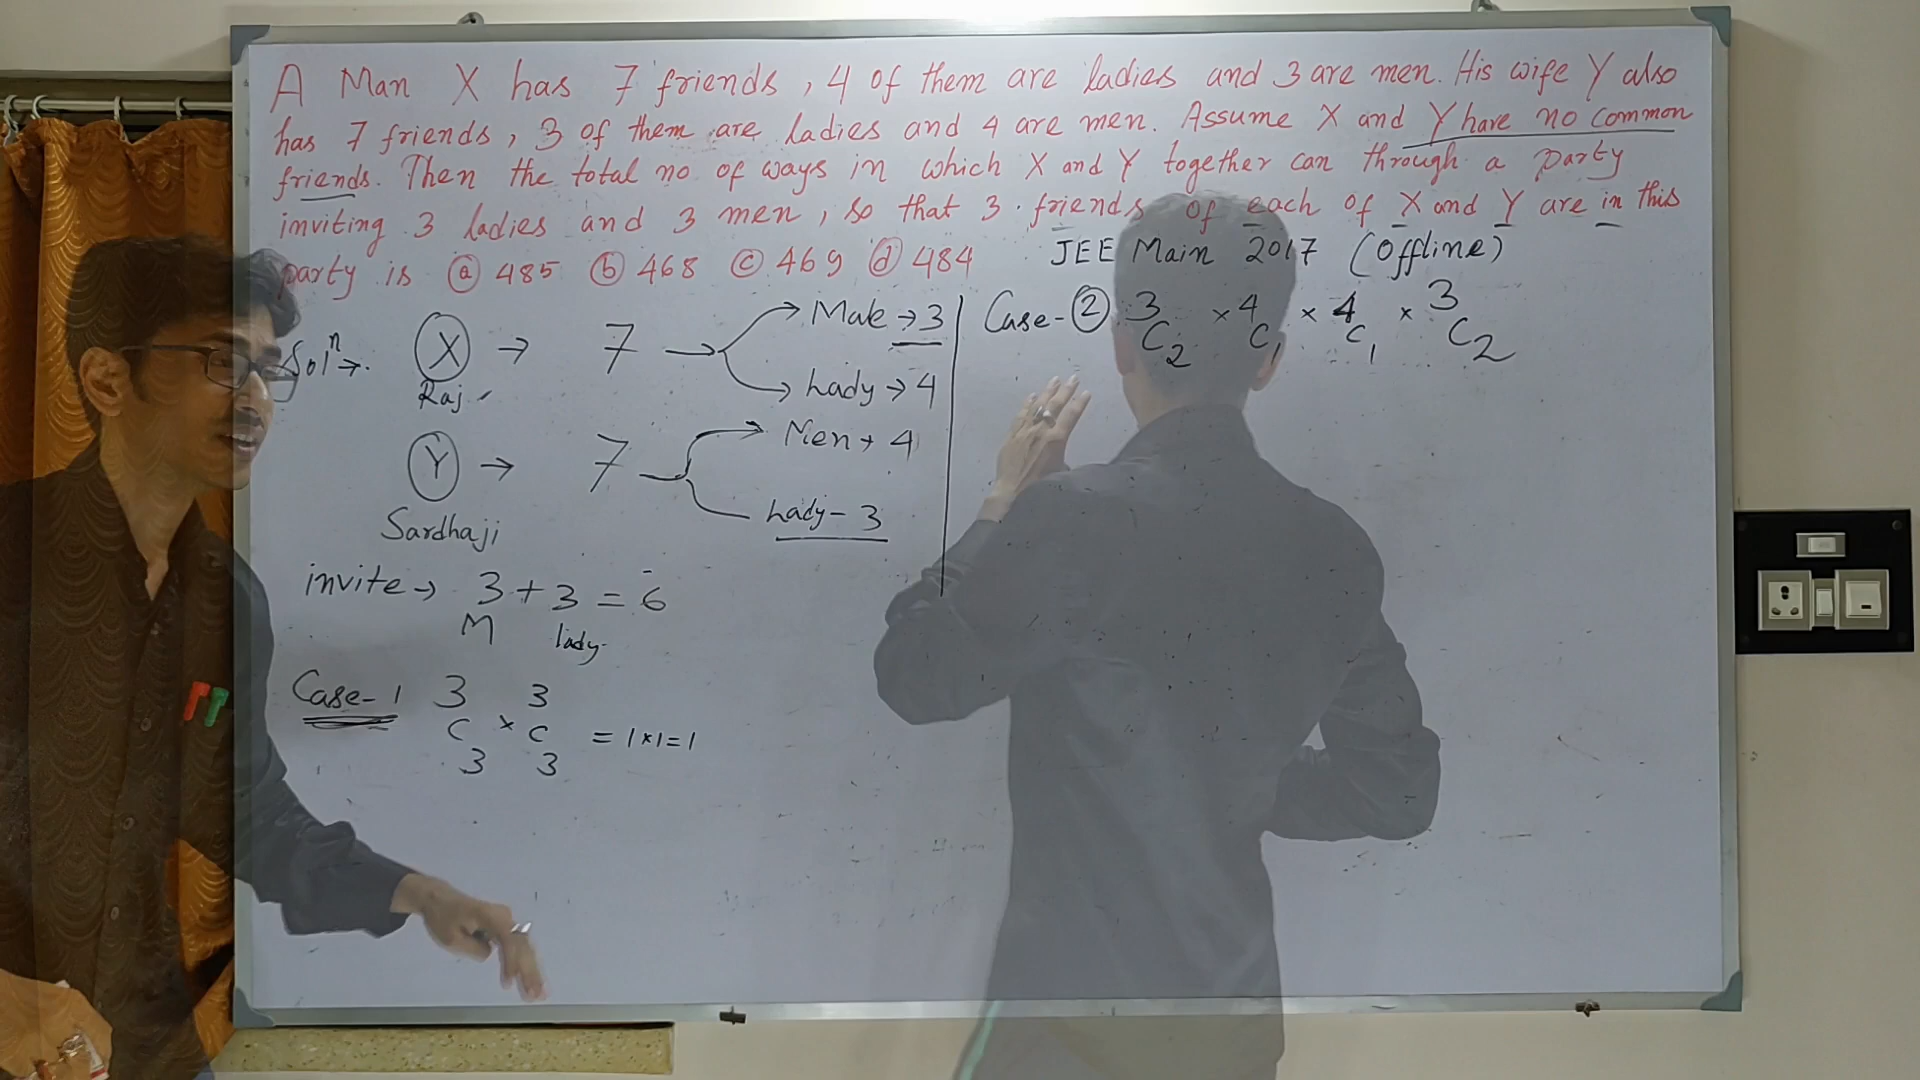 A Man X has 7 friends, 4 of them are ladies and 3 are men. His wife Y also
has 7 friends, 3 of them are ladies and 4 are men. Assume X and Y have no common
friends. Then the total no of ways in which X and Y together can through a party
inviting 3 ladies and 3 men, so that 3 friends of each of X and Y are in this
party is (a) 485 (b) 468 (c) 469 (d) 484 JEE Main 2017 (Offline)
Solⁿ→. X → 7 → Male → 3
Lady → 4
Raj
Y → 7 Men → 4
Lady - 3
Sardhaji
invite → 3 + 3 = 6
M lady
Case-1 3C3 × 3C3 = 1×1=1
Case-② 3C2 × 4C1 × 4C1 × 3C2